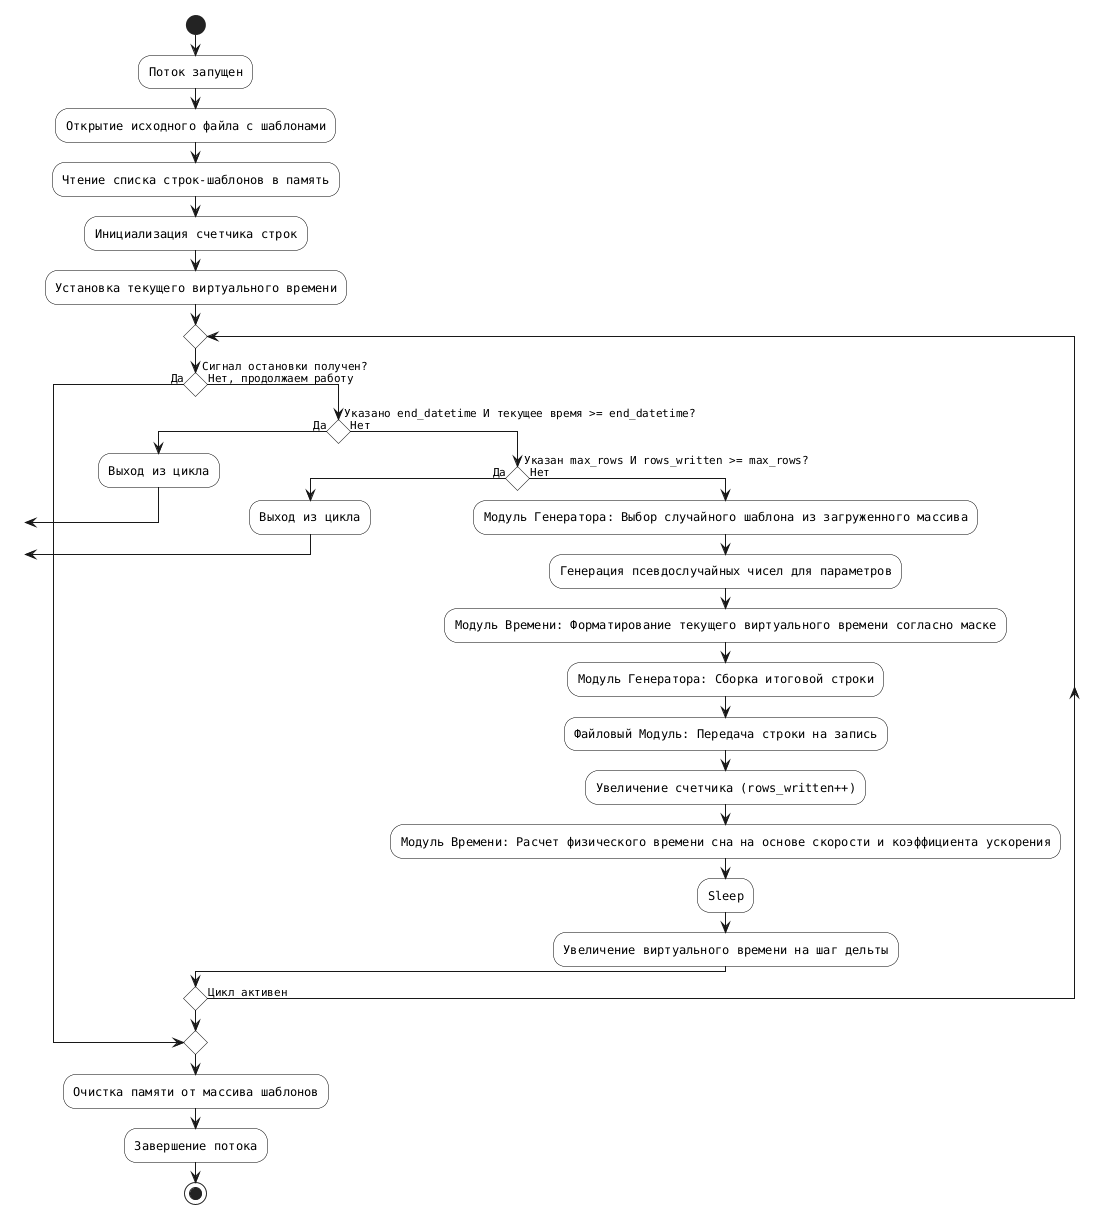 Поток запущен
Открытие исходного файла с шаблонами
Чтение списка строк-шаблонов в память
Инициализация счетчика строк
Установка текущего виртуального времени
Сигнал остановки получен?
Да
Нет, продолжаем работу
Указано end_datetime И текущее время >= end_datetime?
Да
Нет
Выход из цикла
Указан max_rows И rows_written >= max_rows?
Да
Нет
Выход из цикла
Модуль Генератора: Выбор случайного шаблона из загруженного массива
Генерация псевдослучайных чисел для параметров
Модуль Времени: Форматирование текущего виртуального времени согласно маске
Модуль Генератора: Сборка итоговой строки
Файловый Модуль: Передача строки на запись
Увеличение счетчика (rows_written++)
Модуль Времени: Расчет физического времени сна на основе скорости и коэффициента ускорения
Sleep
Увеличение виртуального времени на шаг дельты
Цикл активен
Очистка памяти от массива шаблонов
Завершение потока